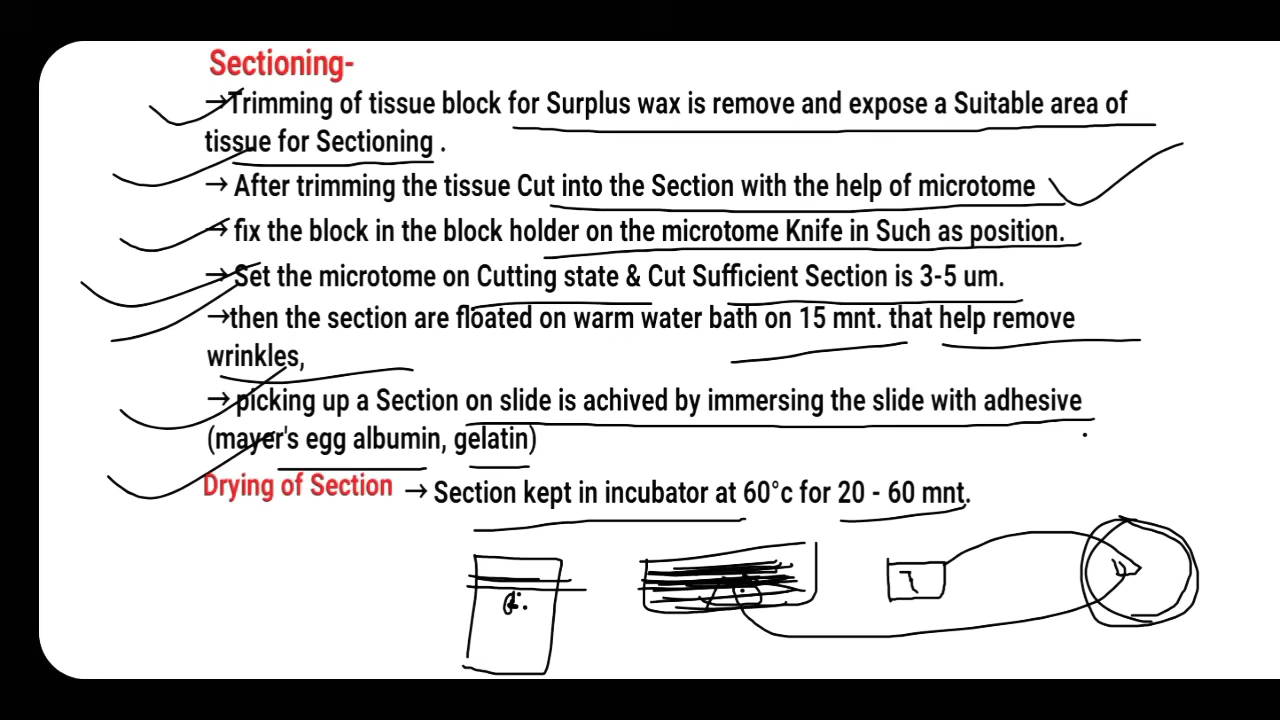 Sectioning-
→Trimming of tissue block for Surplus wax is remove and expose a Suitable area of
tissue for Sectioning .
→ After trimming the tissue Cut into the Section with the help of microtome
→ fix the block in the block holder on the microtome Knife in Such as position.
→Set the microtome on Cutting state & Cut Sufficient Section is 3-5 um.
→then the section are floated on warm water bath on 15 mnt. that help remove
wrinkles,
→ picking up a Section on slide is achived by immersing the slide with adhesive
(mayer's egg albumin, gelatin)
Drying of Section → Section kept in incubator at 60°c for 20 - 60 mnt.